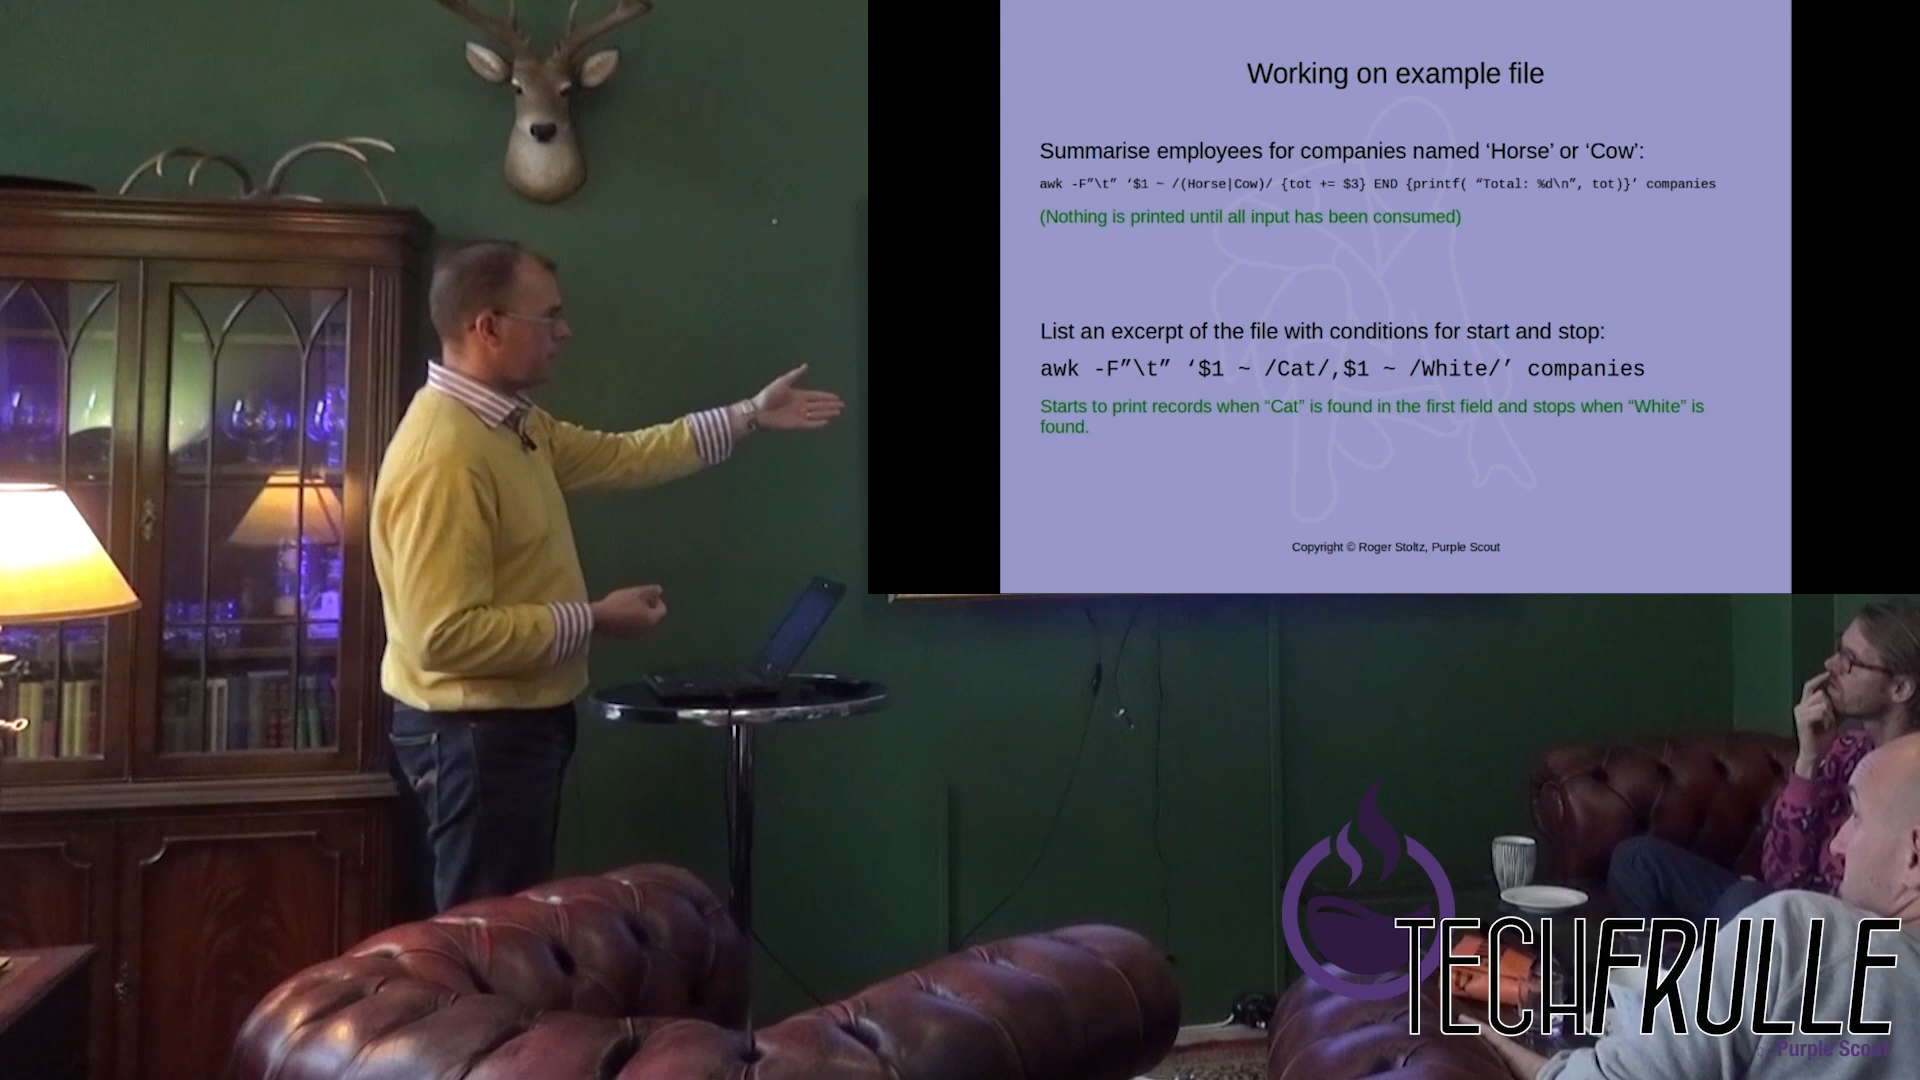 Working on example file
Summarise employees for companies named ‘Horse’ or ‘Cow’:
awk -F”\t” ‘$1 ~ /(Horse|Cow)/ {tot += $3} END {printf( “Total: %d\n”, tot)}’ companies
(Nothing is printed until all input has been consumed)
List an excerpt of the file with conditions for start and stop:
awk -F”\t” ‘$1 ~ /Cat/,$1 ~ /White/’ companies
Starts to print records when “Cat” is found in the first field and stops when “White” is
found.
Copyright © Roger Stoltz, Purple Scout
TECHFRULLE
by Purple Scout